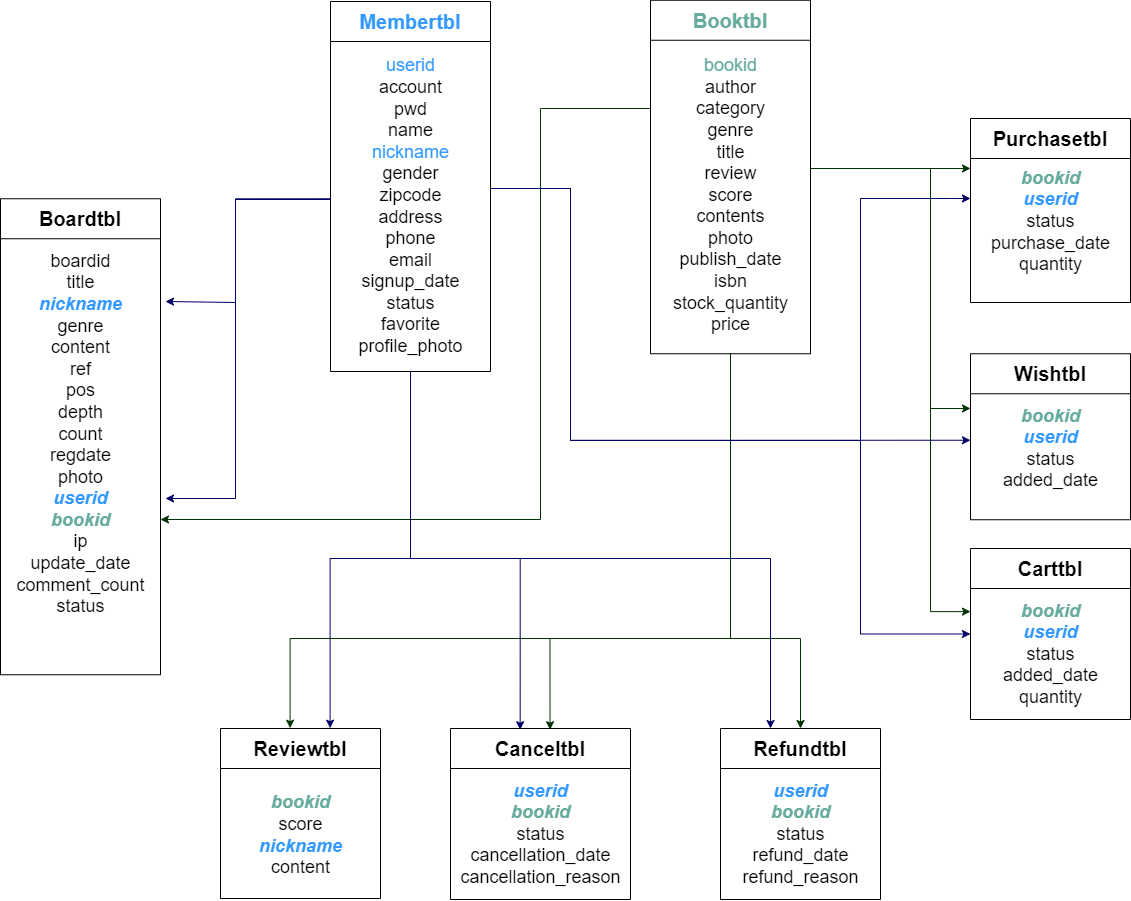 Membertbl
userid
account
pwd
name
nickname
gender
zipcode
address
phone
email
signup_date
status
favorite
profile_photo
Booktbl
bookid
author
category
genre
title
review
score
contents
photo
publish_date
isbn
stock_quantity
price
Purchasetbl
bookid
userid
status
purchase_date
quantity
Boardtbl
boardid
title
nickname
genre
content
ref
pos
depth
count
regdate
photo
userid
bookid
ip
update_date
comment_count
status
Wishtbl
bookid
userid
status
added_date
Carttbl
bookid
userid
status
added_date
quantity
Reviewtbl
bookid
score
nickname
content
Canceltbl
userid
bookid
status
cancellation_date
cancellation_reason
Refundtbl
userid
bookid
status
refund_date
refund_reason